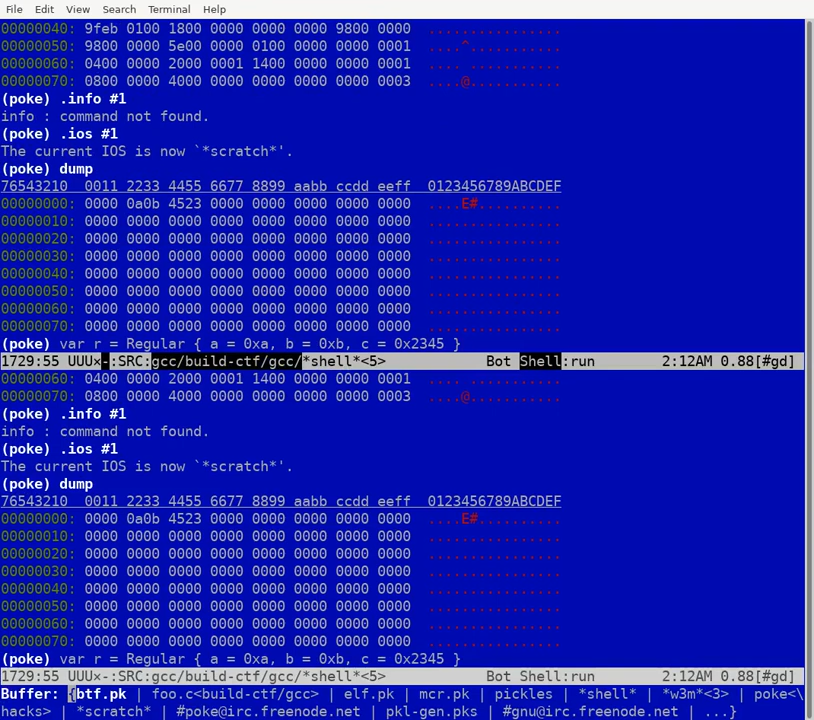 File Edit View Search Terminal Help
00000040: 9feb 0100 1800 0000 0000 0000 9800 0000  ................
00000050: 9800 0000 5e00 0000 0100 0000 0000 0001  ....^...........
00000060: 0400 0000 2000 0001 1400 0000 0000 0001  .... ...........
00000070: 0800 0000 4000 0000 0000 0000 0000 0003  ....@...........
(poke) .info #1
info : command not found.
(poke) .ios #1
The current IOS is now `*scratch*'.
(poke) dump
76543210  0011 2233 4455 6677 8899 aabb ccdd eeff  0123456789ABCDEF
00000000: 0000 0a0b 4523 0000 0000 0000 0000 0000  ....E#..........
00000010: 0000 0000 0000 0000 0000 0000 0000 0000  ................
00000020: 0000 0000 0000 0000 0000 0000 0000 0000  ................
00000030: 0000 0000 0000 0000 0000 0000 0000 0000  ................
00000040: 0000 0000 0000 0000 0000 0000 0000 0000  ................
00000050: 0000 0000 0000 0000 0000 0000 0000 0000  ................
00000060: 0000 0000 0000 0000 0000 0000 0000 0000  ................
00000070: 0000 0000 0000 0000 0000 0000 0000 0000  ................
(poke) var r = Regular { a = 0xa, b = 0xb, c = 0x2345 }
1729:55 UUU×-:SRC:gcc/build-ctf/gcc/*shell*<5> Bot Shell:run 2:12AM 0.88[#gd]
00000060: 0400 0000 2000 0001 1400 0000 0000 0001  .... ...........
00000070: 0800 0000 4000 0000 0000 0000 0000 0003  ....@...........
(poke) .info #1
info : command not found.
(poke) .ios #1
The current IOS is now `*scratch*'.
(poke) dump
76543210  0011 2233 4455 6677 8899 aabb ccdd eeff  0123456789ABCDEF
00000000: 0000 0a0b 4523 0000 0000 0000 0000 0000  ....E#..........
00000010: 0000 0000 0000 0000 0000 0000 0000 0000  ................
00000020: 0000 0000 0000 0000 0000 0000 0000 0000  ................
00000030: 0000 0000 0000 0000 0000 0000 0000 0000  ................
00000040: 0000 0000 0000 0000 0000 0000 0000 0000  ................
00000050: 0000 0000 0000 0000 0000 0000 0000 0000  ................
00000060: 0000 0000 0000 0000 0000 0000 0000 0000  ................
00000070: 0000 0000 0000 0000 0000 0000 0000 0000  ................
(poke) var r = Regular { a = 0xa, b = 0xb, c = 0x2345 }
1729:55 UUU×-:SRC:gcc/build-ctf/gcc/*shell*<5> Bot Shell:run 2:12AM 0.88[#gd]
Buffer: {btf.pk | foo.c<build-ctf/gcc> | elf.pk | mcr.pk | pickles | *shell* | *w3m*<3> | poke<\
hacks> | *scratch* | #poke@irc.freenode.net | pkl-gen.pks | #gnu@irc.freenode.net | ...}